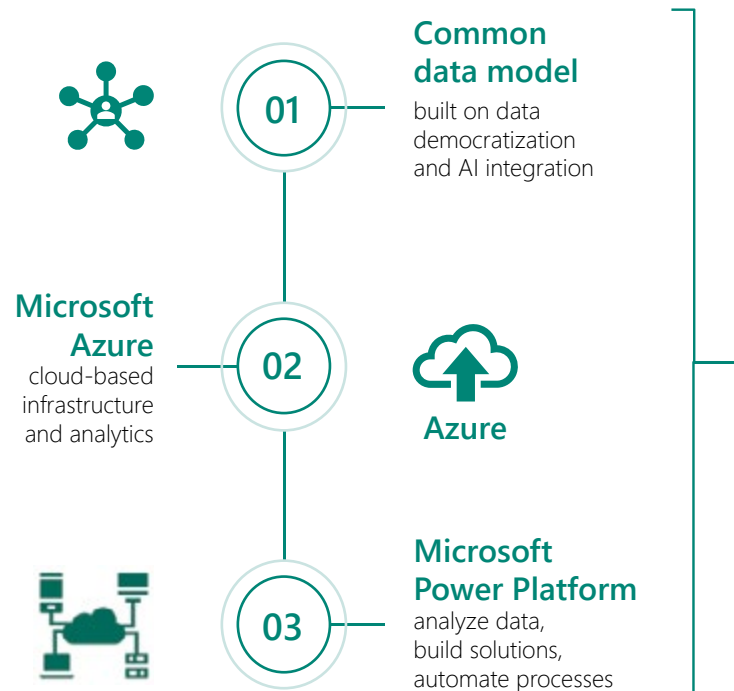 01
Common
data model
built on data
democratization
and AI integration
Microsoft
Azure
cloud-based
infrastructure
and analytics
02
Azure
03
Microsoft
Power Platform
analyze data,
build solutions,
automate processes